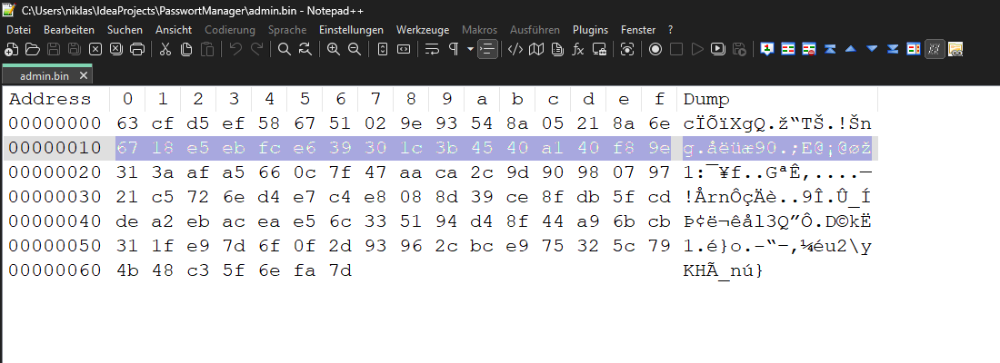 C:\Users\niklas\IdeaProjects\PasswortManager\admin.bin - Notepad++
Datei Bearbeiten Suchen Ansicht Codierung Sprache Einstellungen Werkzeuge Makros Ausführen Plugins Fenster ?
admin.bin
Address 0 1 2 3 4 5 6 7 8 9 a b c d e f Dump
00000000 63 cf d5 ef 58 67 51 02 9e 93 54 8a 05 21 8a 6e cÏÕïXgQ.ž“TŠ.!Šn
00000010 67 18 e5 eb fc e6 39 30 1c 3b 45 40 a1 40 f8 9e g.åëüæ90.;E@¡@øž
00000020 31 3a af a5 66 0c 7f 47 aa ca 2c 9d 90 98 07 97 1:¯¥f..GªÊ,....—
00000030 21 c5 72 6e d4 e7 c4 e8 08 8d 39 ce 8f db 5f cd !ÅrnÔçÄè..9Î.Û_Í
00000040 de a2 eb ac ea e5 6c 33 51 94 d4 8f 44 a9 6b cb Þ¢ë¬êål3Q”Ô.D©kË
00000050 31 1f e9 7d 6f 0f 2d 93 96 2c bc e9 75 32 5c 79 1.é}o.-“–,¼éu2\y
00000060 4b 48 c3 5f 6e fa 7d KHÃ_nú}